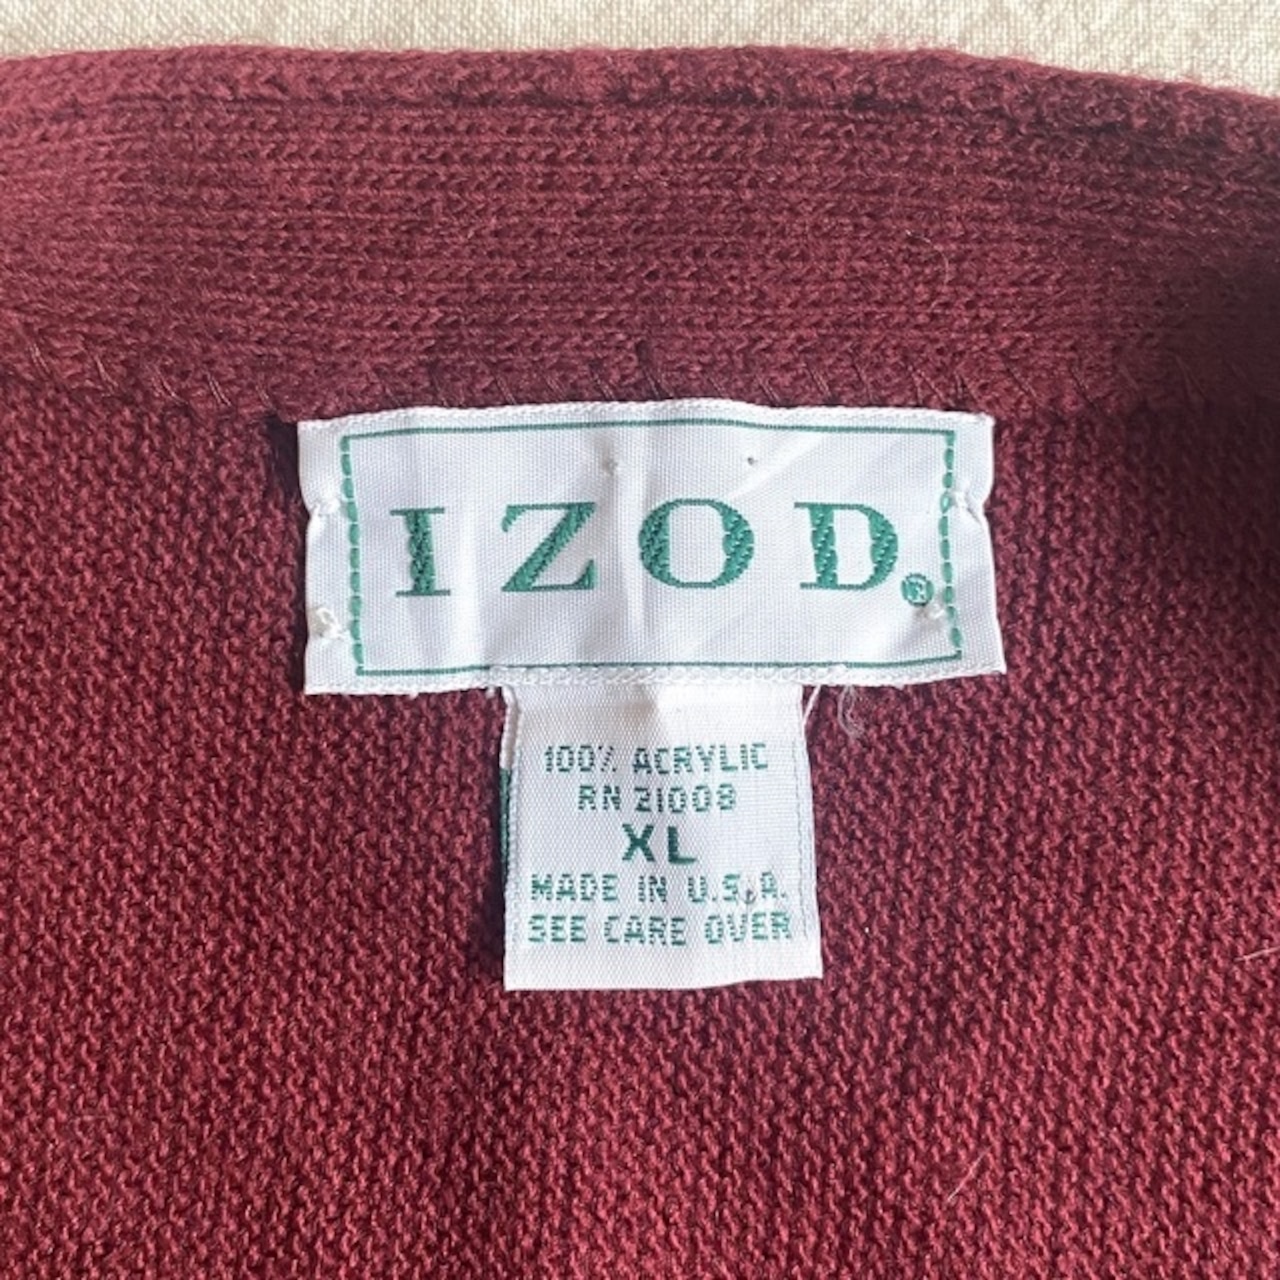 IZOD®
100% ACRYLIC
RN 21008
XL
MADE IN U.S.A.
SEE CARE OVER